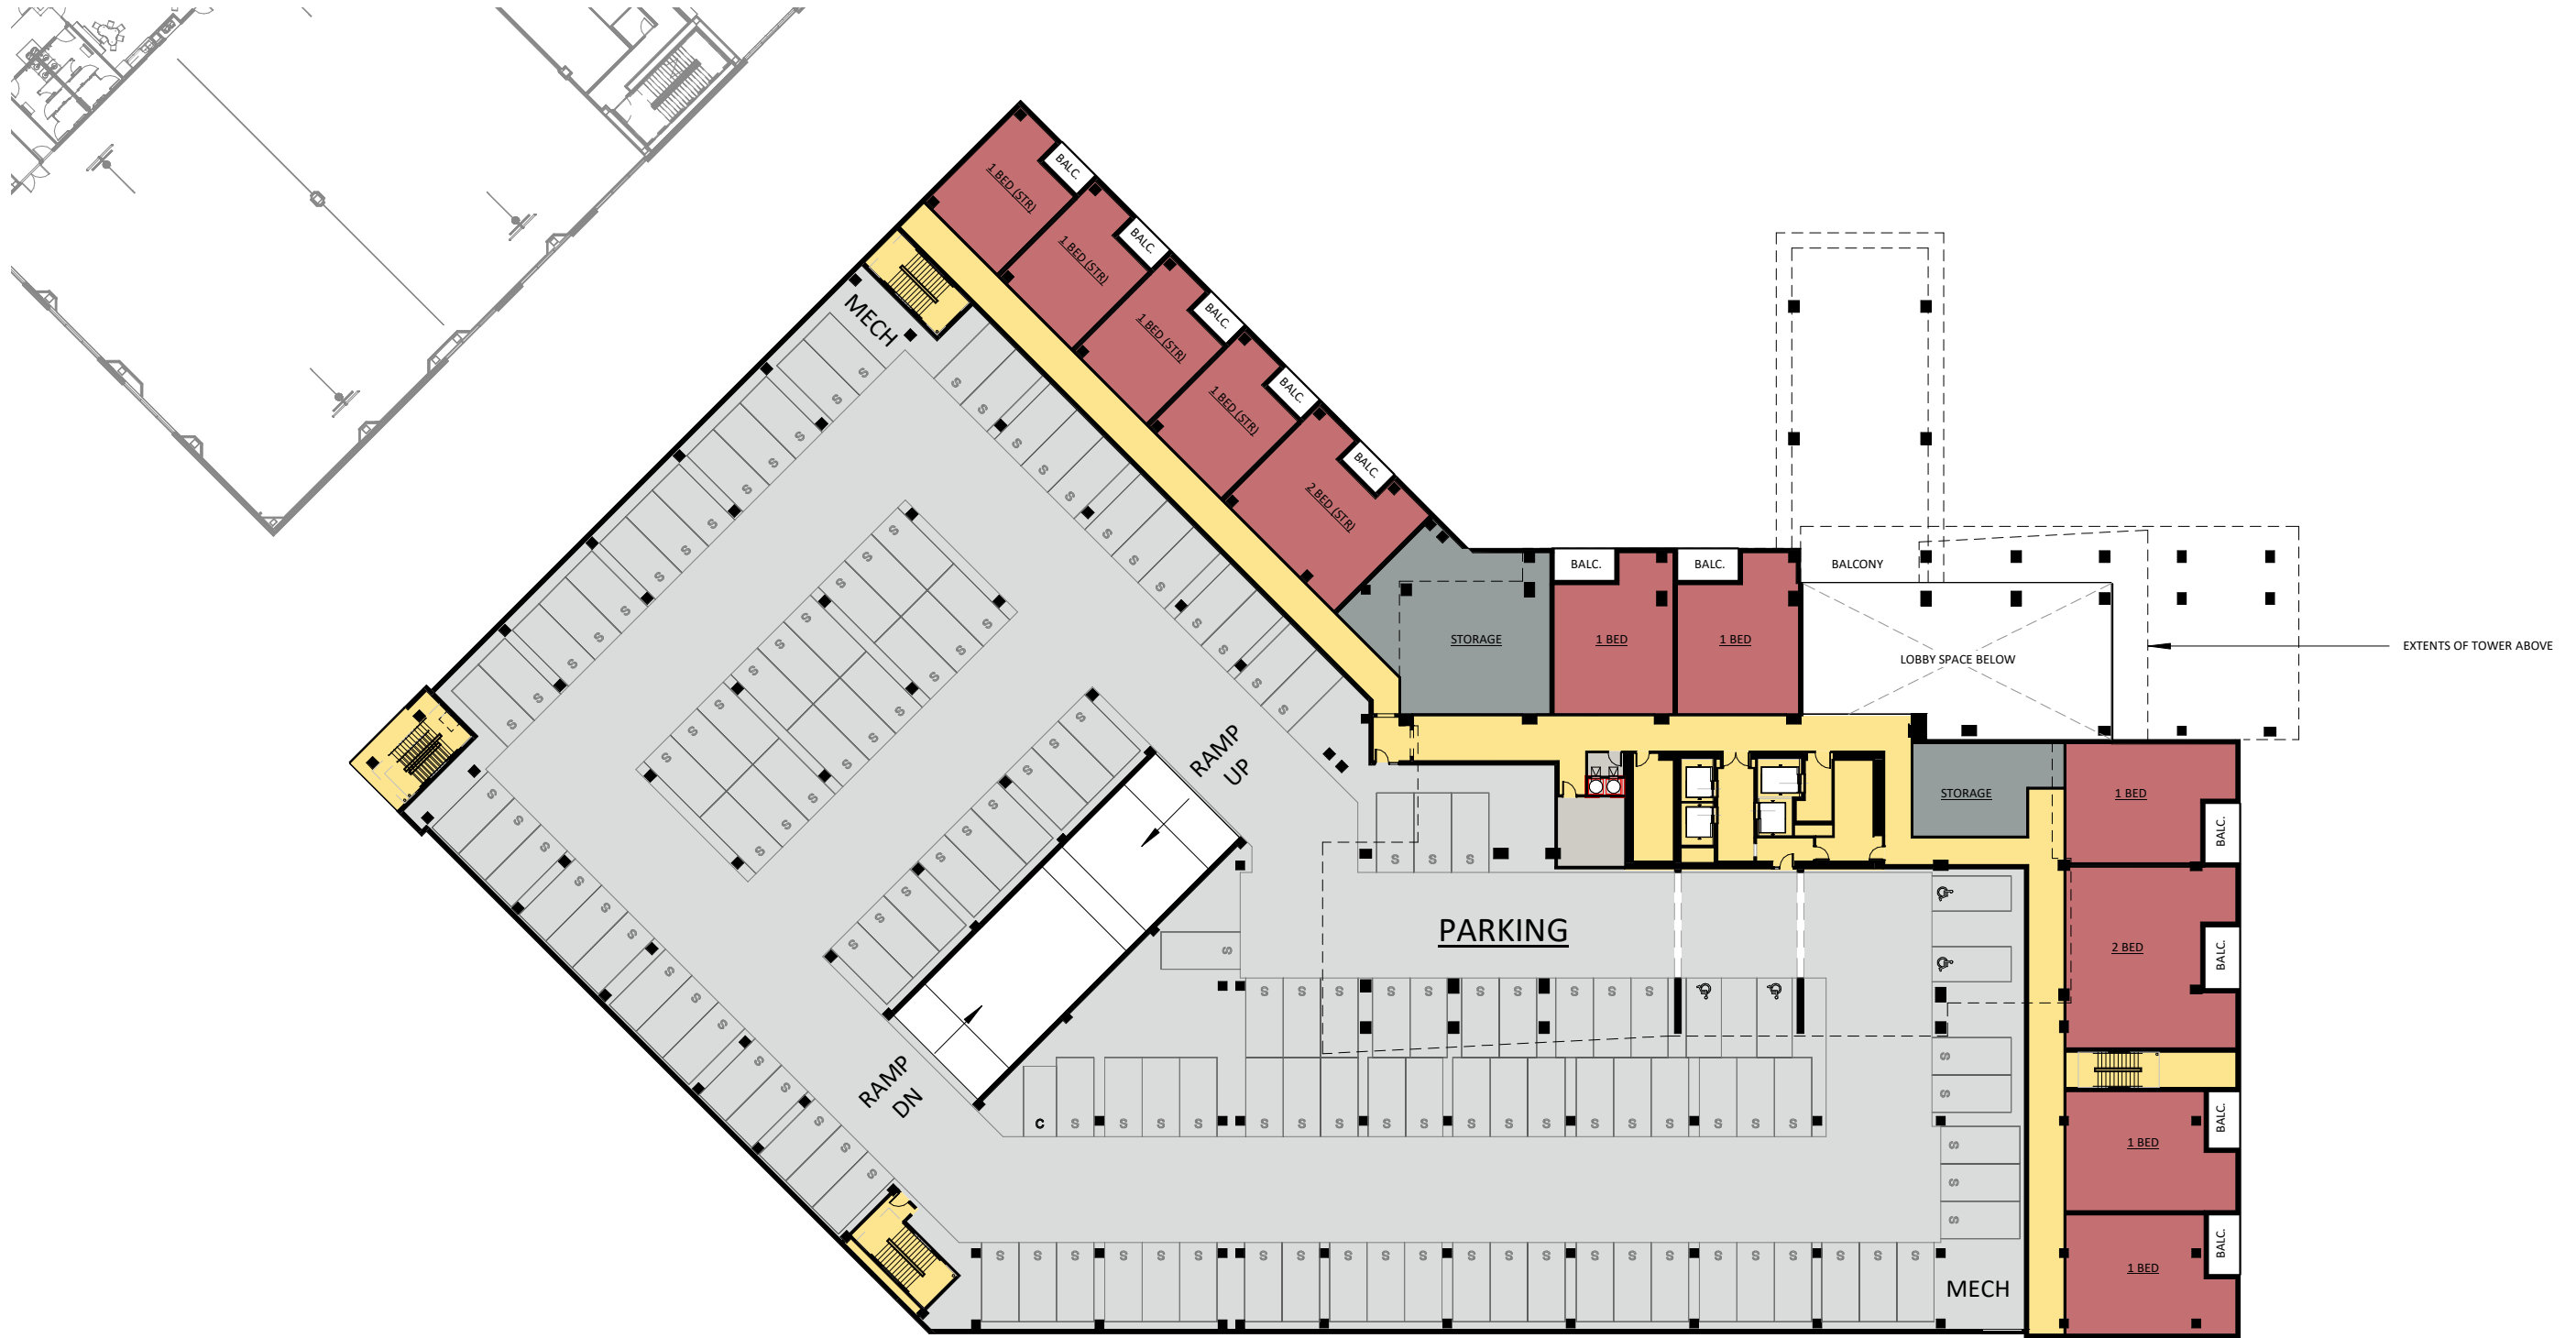 BALC.
1 BED (STR)
BALC.
1 BED (STR)
BALC.
1 BED (STR)
BALC.
1 BED (STR)
BALC.
2 BED (STR)
MECH
BALC.
BALC.
BALCONY
STORAGE
1 BED
1 BED
LOBBY SPACE BELOW
EXTENTS OF TOWER ABOVE
RAMP
UP
STORAGE
1 BED
BALC.
PARKING
2 BED
BALC.
RAMP
DN
C
1 BED
BALC.
1 BED
BALC.
MECH
S S S
S
S S S S S S S S S S S
S S S S S S S S S S S S S S S S S S
S
S
S
S
S
S S S S S S S S S S S S S S S S S S S S S S S